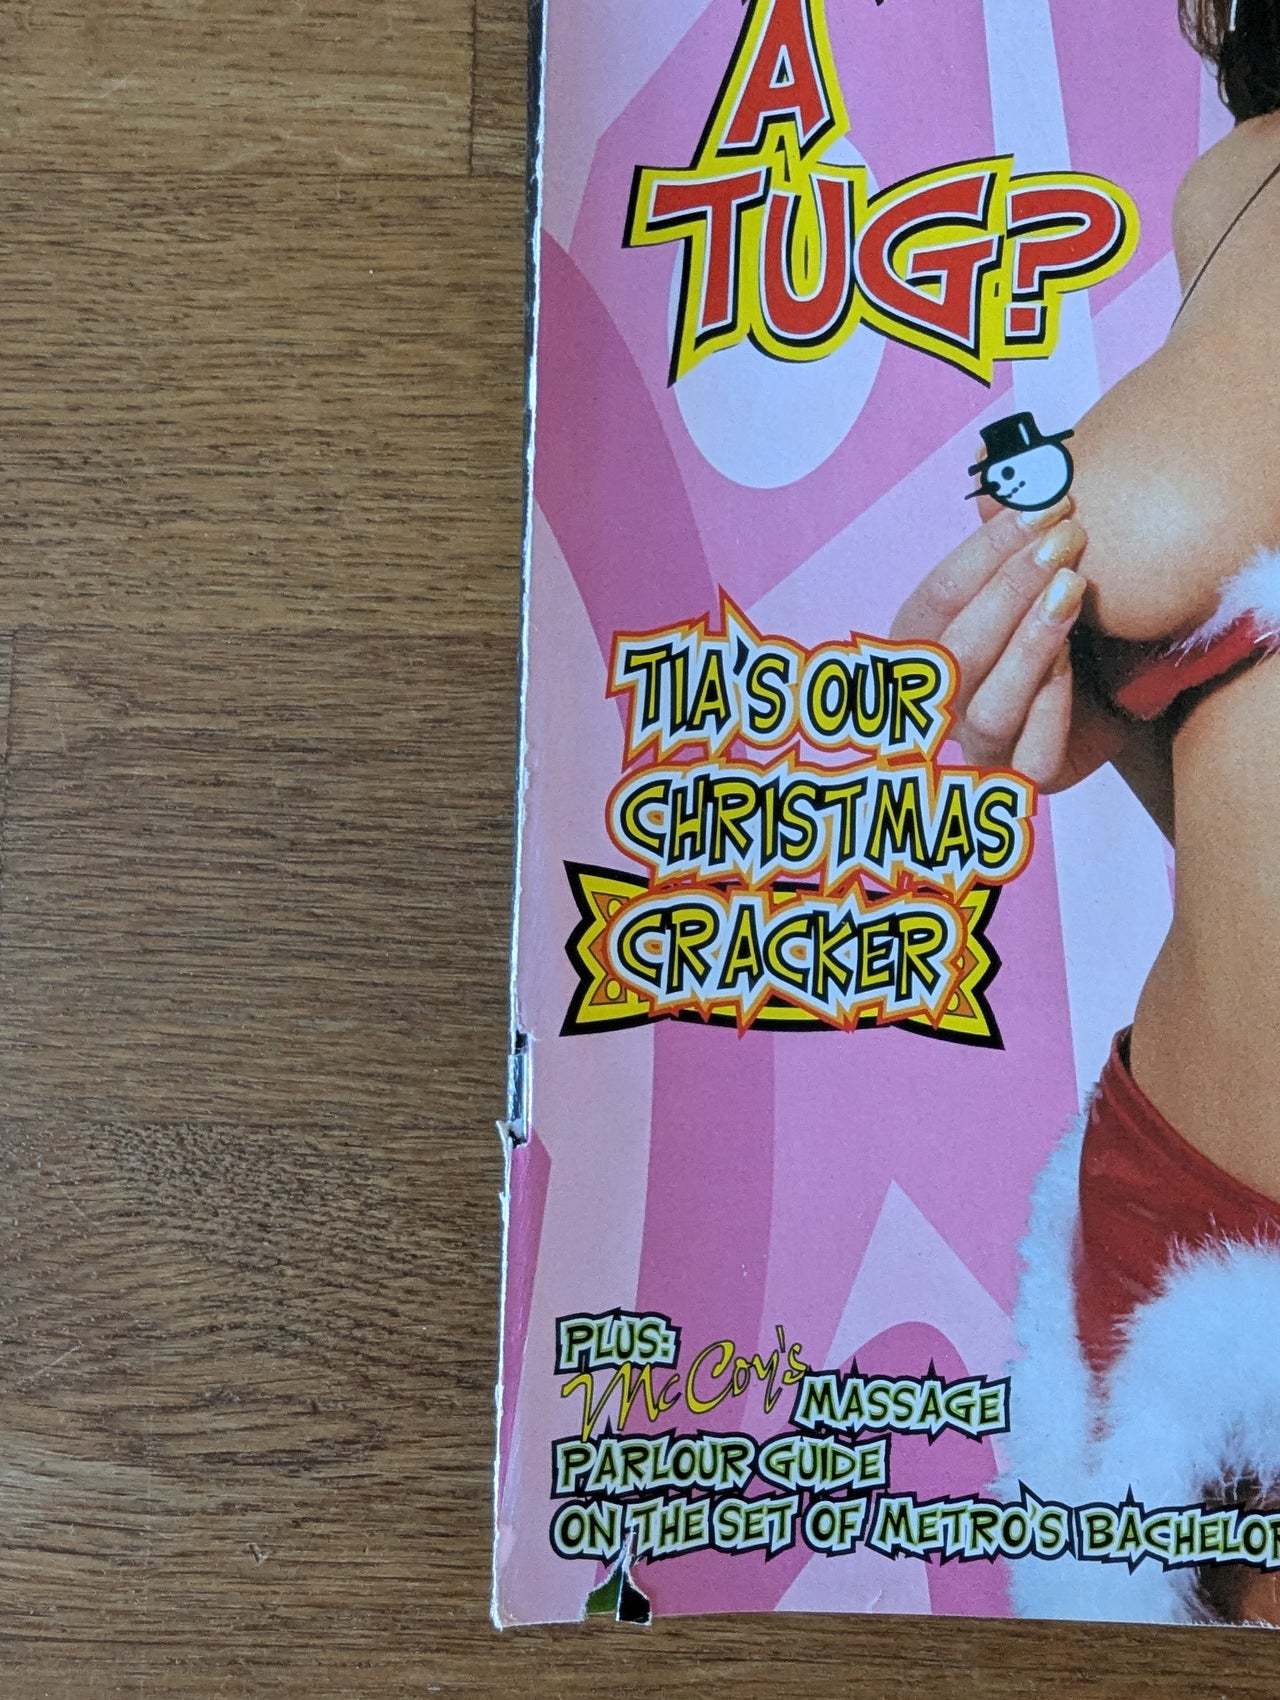 A
TUG?
TIA'S OUR
CHRISTMAS
CRACKER
PLUS:
McCoy's MASSAGE
PARLOUR GUIDE
ON THE SET OF METRO'S BACHELOR